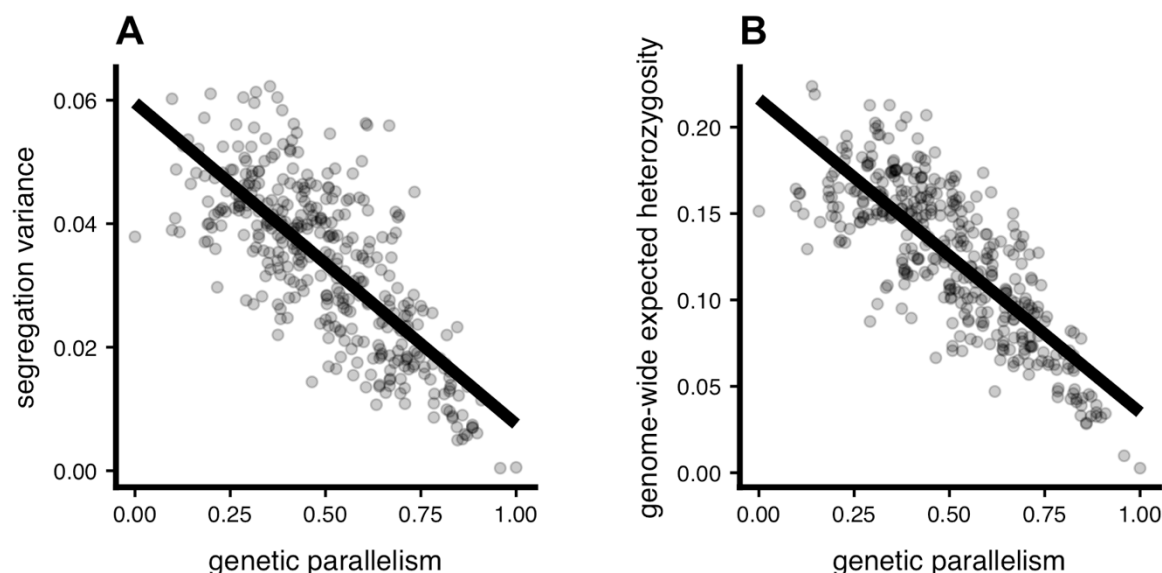 A
segregation variance
0.06
0.04
0.02
0.00
0.00 0.25 0.50 0.75 1.00
genetic parallelism
B
genome-wide expected heterozygosity
0.20
0.15
0.10
0.05
0.00
0.00 0.25 0.50 0.75 1.00
genetic parallelism